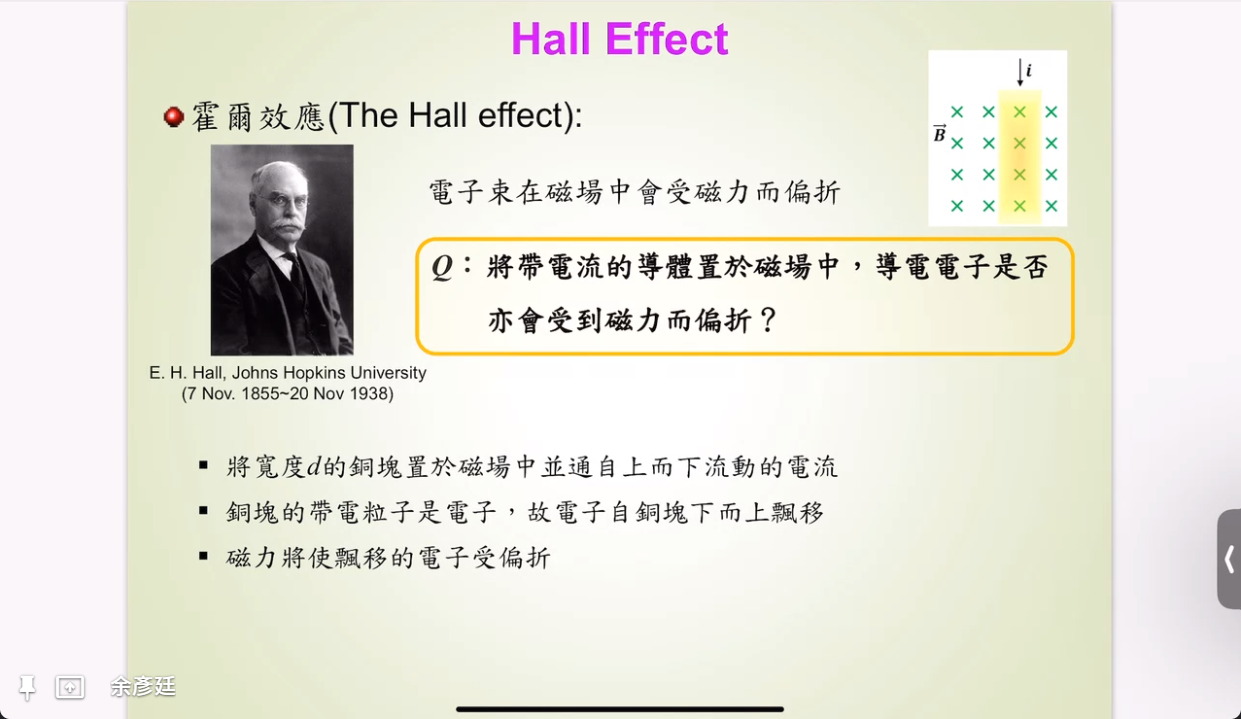 Hall Effect
霍爾效應(The Hall effect):
i
× × × ×
B × × × ×
× × × ×
× × × ×
電子束在磁場中會受磁力而偏折
Q：將帶電流的導體置於磁場中，導電電子是否
亦會受到磁力而偏折？
E. H. Hall, Johns Hopkins University
(7 Nov. 1855~20 Nov 1938)
▪ 將寬度d的銅塊置於磁場中並通自上而下流動的電流
▪ 銅塊的帶電粒子是電子，故電子自銅塊下而上飄移
▪ 磁力將使飄移的電子受偏折
余彥廷